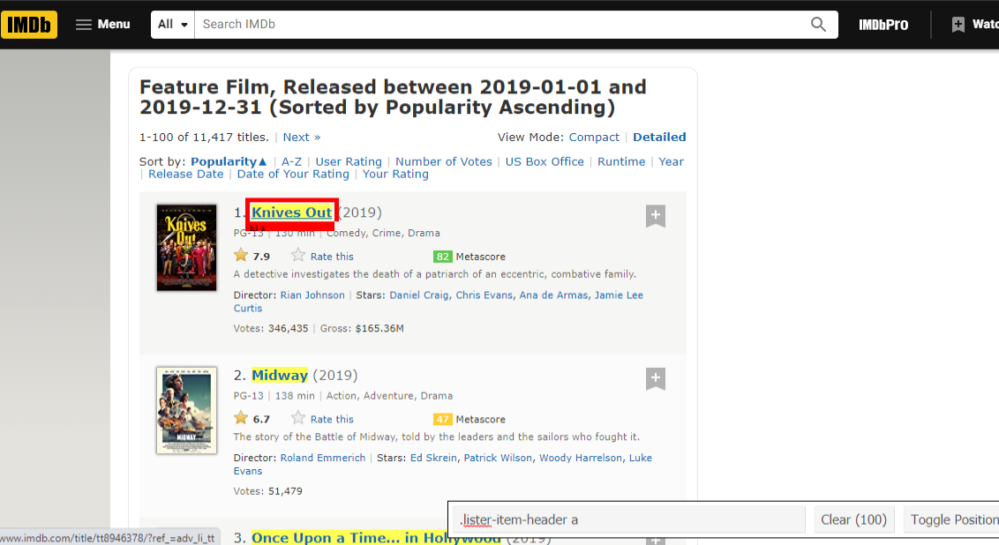 IMDb Menu All Search IMDb IMDbPro Watc
Feature Film, Released between 2019-01-01 and
2019-12-31 (Sorted by Popularity Ascending)
1-100 of 11,417 titles. | Next » View Mode: Compact | Detailed
Sort by: Popularity▲ | A-Z | User Rating | Number of Votes | US Box Office | Runtime | Year
| Release Date | Date of Your Rating | Your Rating
Knives Out
1. Knives Out (2019)
h3 a
PG-13 | 130 min | Comedy, Crime, Drama
7.9 Rate this 82 Metascore
A detective investigates the death of a patriarch of an eccentric, combative family.
Director: Rian Johnson | Stars: Daniel Craig, Chris Evans, Ana de Armas, Jamie Lee
Curtis
Votes: 346,435 | Gross: $165.36M
MIDWAY
2. Midway (2019)
PG-13 | 138 min | Action, Adventure, Drama
6.7 Rate this 47 Metascore
The story of the Battle of Midway, told by the leaders and the sailors who fought it.
Director: Roland Emmerich | Stars: Ed Skrein, Patrick Wilson, Woody Harrelson, Luke
Evans
Votes: 51,479
.lister-item-header a Clear (100) Toggle Position
www.imdb.com/title/tt8946378/?ref_=adv_li_tt 3. Once Upon a Time... in Hollywood (2019)